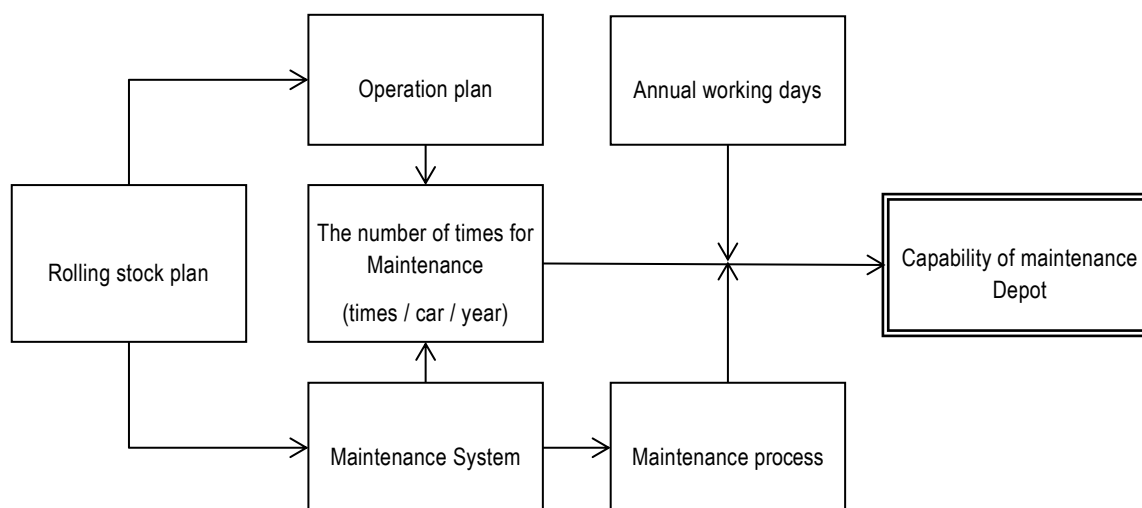 Operation plan
Annual working days
Rolling stock plan
The number of times for
Maintenance
(times / car / year)
Capability of maintenance
Depot
Maintenance System
Maintenance process